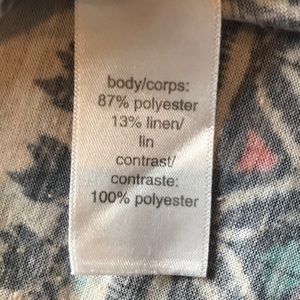 body/corps:
87% polyester
13% linen/
lin
contrast/
contraste:
100% polyester